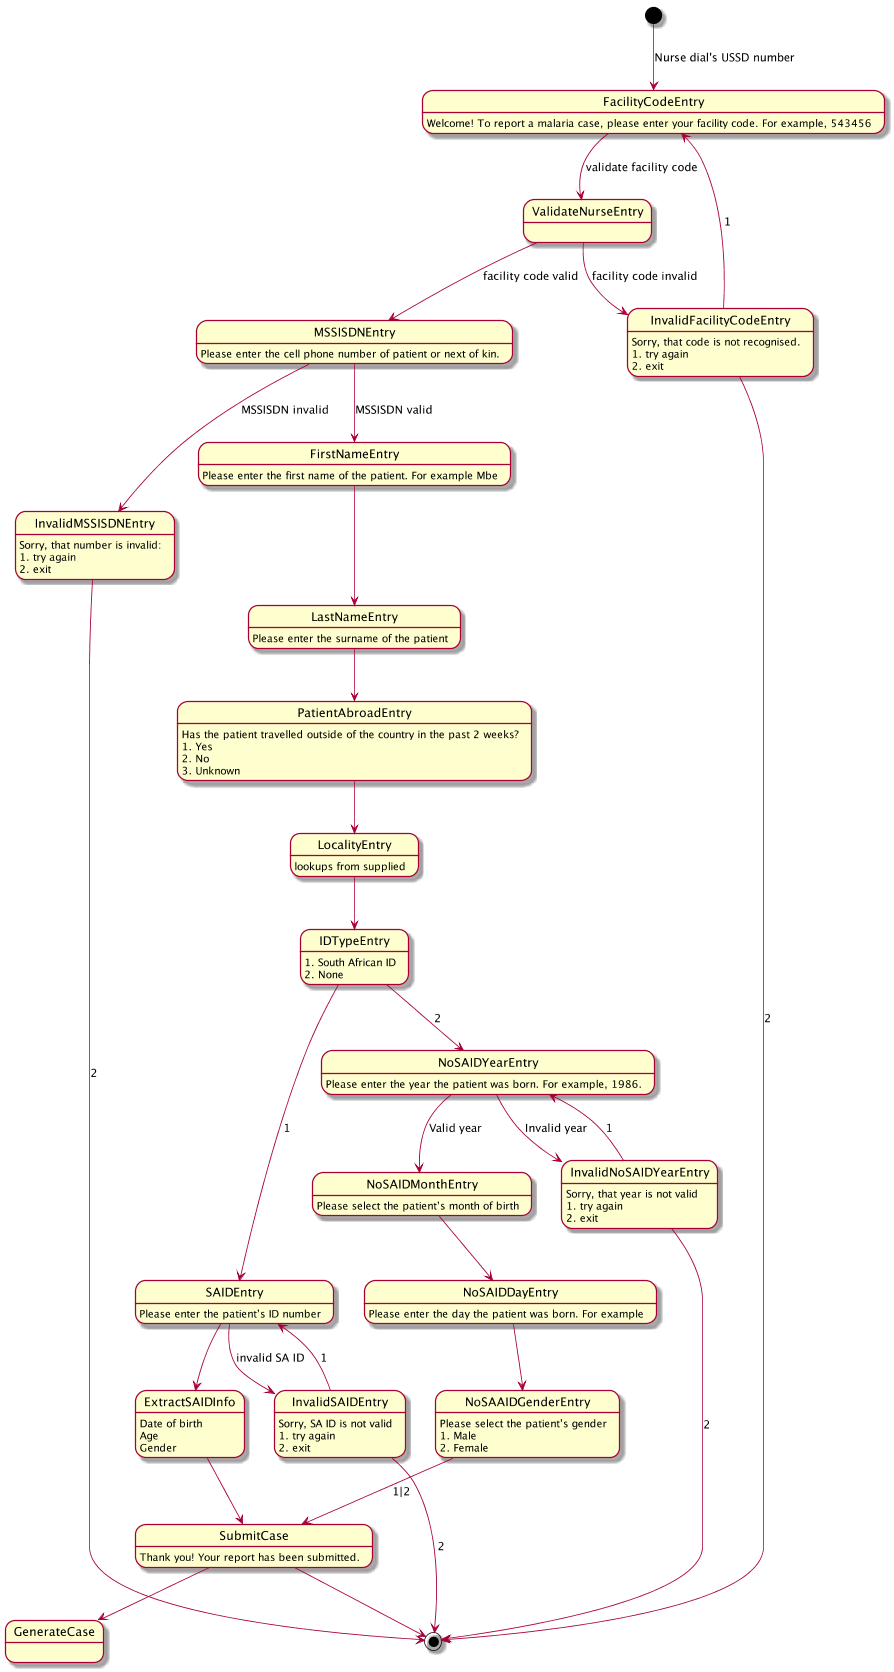 Nurse dial's USSD number
FacilityCodeEntry
Welcome! To report a malaria case, please enter your facility code. For example, 543456
validate facility code
1
ValidateNurseEntry
facility code valid
facility code invalid
InvalidFacilityCodeEntry
Sorry, that code is not recognised.
1. try again
2. exit
MSSISDNEntry
Please enter the cell phone number of patient or next of kin.
MSSISDN invalid
MSSISDN valid
FirstNameEntry
Please enter the first name of the patient. For example Mbe
InvalidMSSISDNEntry
Sorry, that number is invalid:
1. try again
2. exit
LastNameEntry
Please enter the surname of the patient
PatientAbroadEntry
Has the patient travelled outside of the country in the past 2 weeks?
1. Yes
2. No
3. Unknown
LocalityEntry
lookups from supplied
IDTypeEntry
1. South African ID
2. None
2
2
NoSAIDYearEntry
Please enter the year the patient was born. For example, 1986.
2
1
Valid year
Invalid year
1
InvalidNoSAIDYearEntry
Sorry, that year is not valid
1. try again
2. exit
NoSAIDMonthEntry
Please select the patient's month of birth
SAIDEntry
Please enter the patient's ID number
NoSAIDDayEntry
Please enter the day the patient was born. For example
invalid SA ID
1
ExtractSAIDInfo
Date of birth
Age
Gender
InvalidSAIDEntry
Sorry, SA ID is not valid
1. try again
2. exit
NoSAAIDGenderEntry
Please select the patient's gender
1. Male
2. Female
2
1|2
SubmitCase
Thank you! Your report has been submitted.
2
GenerateCase